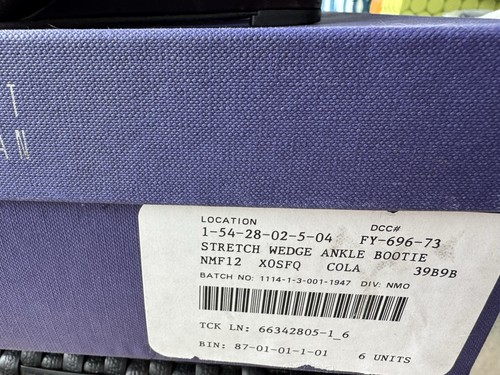 T
AN
LOCATION DCC#
1-54-28-02-5-04 FY-696-73
STRETCH WEDGE ANKLE BOOTIE
NMF12 XOSFQ COLA 39B9B
BATCH NO: 1114-1-3-001-1947 DIV: NMO
TCK LN: 66342805-1_6
BIN: 87-01-01-1-01 6 UNITS